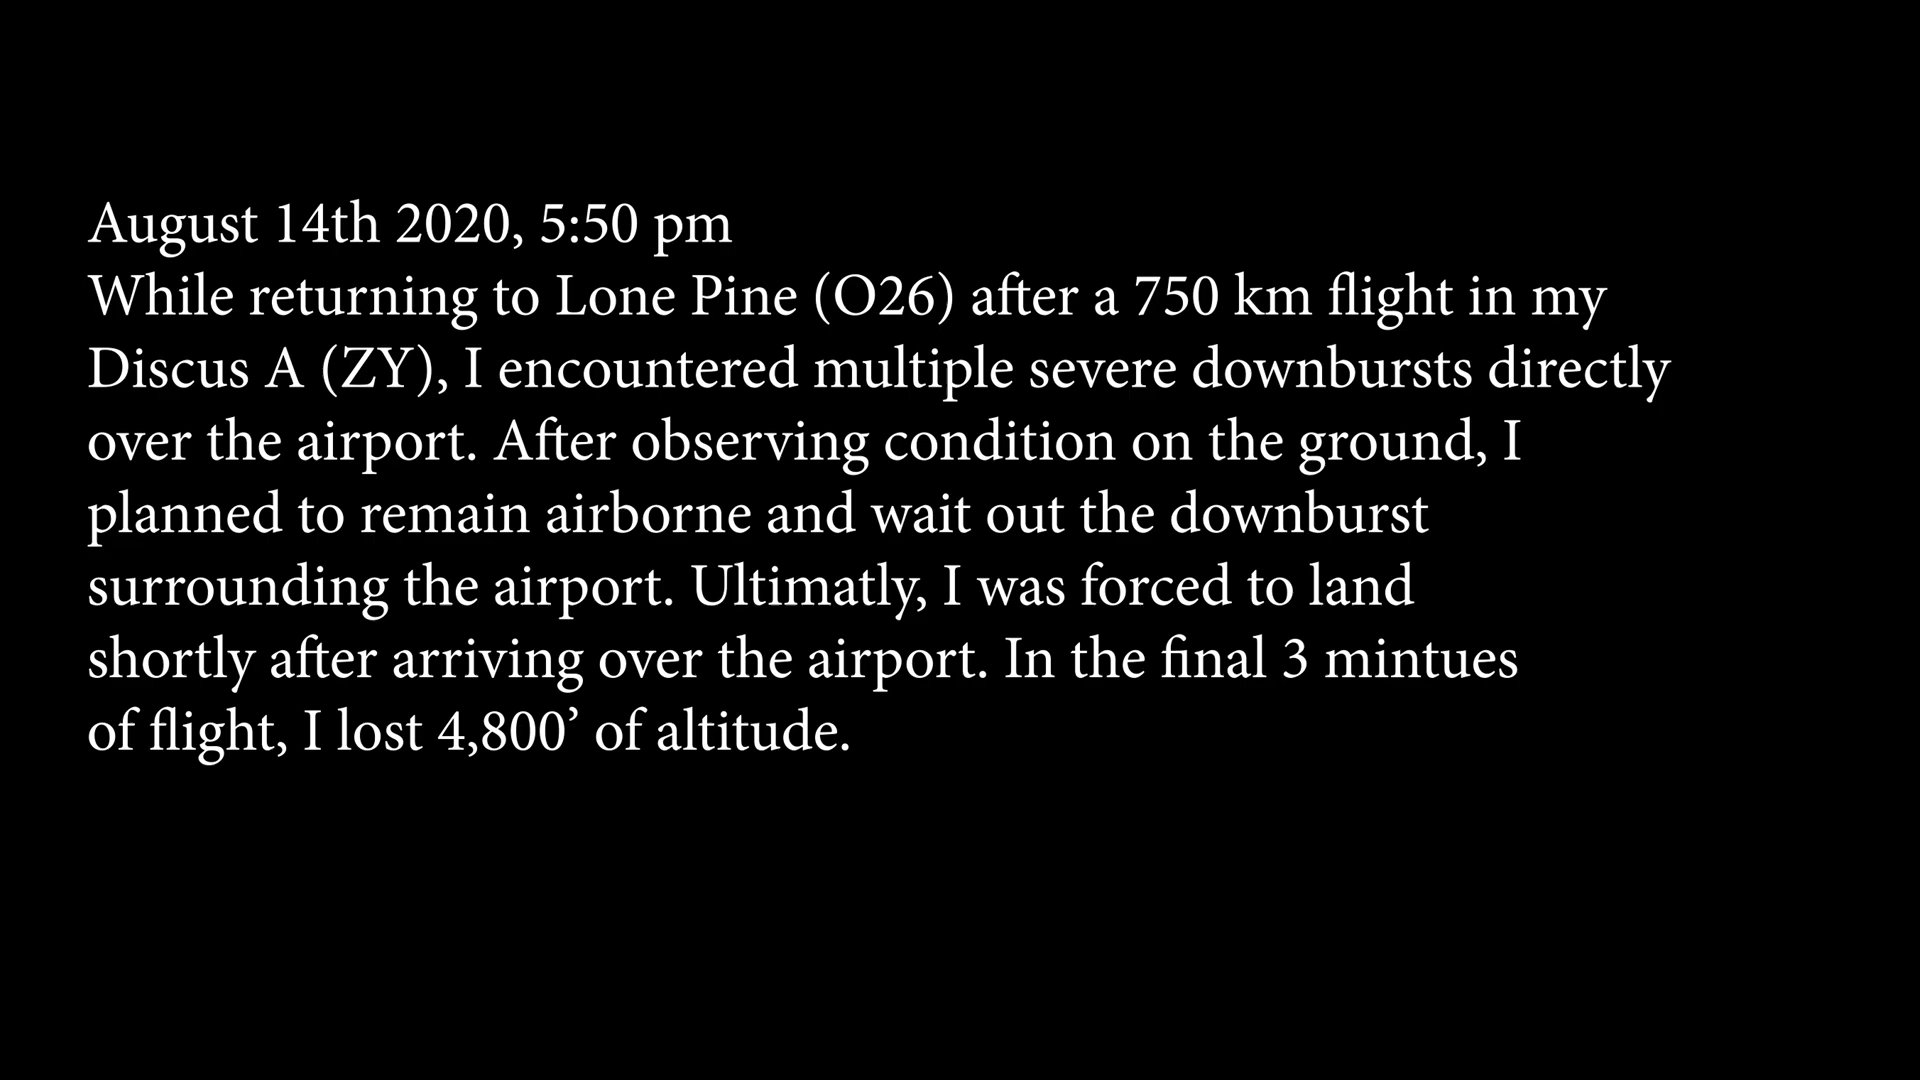 August 14th 2020, 5:50 pm
While returning to Lone Pine (O26) after a 750 km flight in my
Discus A (ZY), I encountered multiple severe downbursts directly
over the airport. After observing condition on the ground, I
planned to remain airborne and wait out the downburst
surrounding the airport. Ultimatly, I was forced to land
shortly after arriving over the airport. In the final 3 mintues
of flight, I lost 4,800’ of altitude.